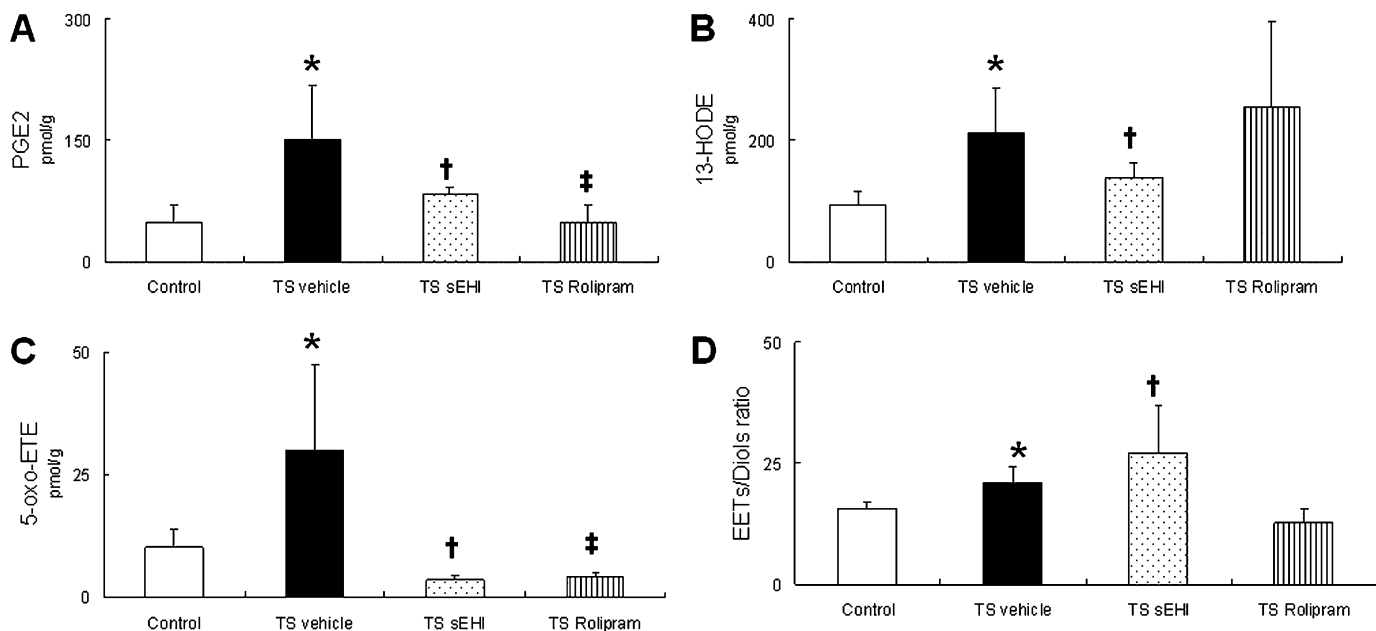 A
PGE2
pmol/g
300
150
0
*
†
‡
Control TS vehicle TS sEHI TS Rolipram
B
13-HODE
pmol/g
400
200
0
*
†
Control TS vehicle TS sEHI TS Rolipram
C
5-oxo-ETE
pmol/g
50
25
0
*
†
‡
Control TS vehicle TS sEHI TS Rolipram
D
EETs/Diols ratio
50
25
0
*
†
Control TS vehicle TS sEHI TS Rolipram